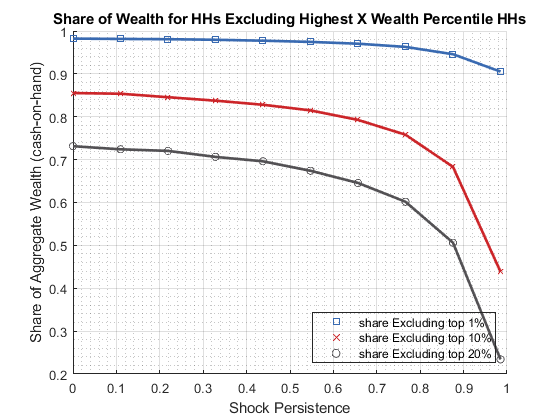 Share of Wealth for HHs Excluding Highest X Wealth Percentile HHs
Share of Aggregate Wealth (cash-on-hand)
1
0.9
0.8
0.7
0.6
0.5
0.4
0.3
0.2
share Excluding top 1%
share Excluding top 10%
share Excluding top 20%
0 0.1 0.2 0.3 0.4 0.5 0.6 0.7 0.8 0.9 1
Shock Persistence